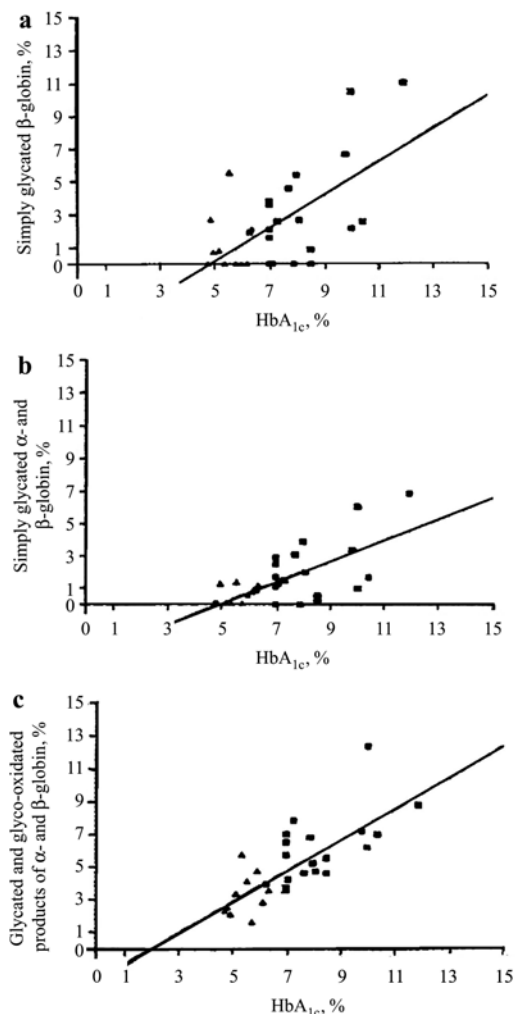 a
Simply glycated β-globin, %
15
13
11
9
7
5
3
1
0
0 1 3 5 7 9 11 13 15
HbA1c, %
b
Simply glycated α- and
β-globin, %
15
13
11
9
7
5
3
1
0
0 1 3 5 7 9 11 13 15
HbA1c, %
c
Glycated and glyco-oxidated
products of α- and β-globin, %
15
13
11
9
7
5
3
1
0
0 1 3 5 7 9 11 13 15
HbA1c, %